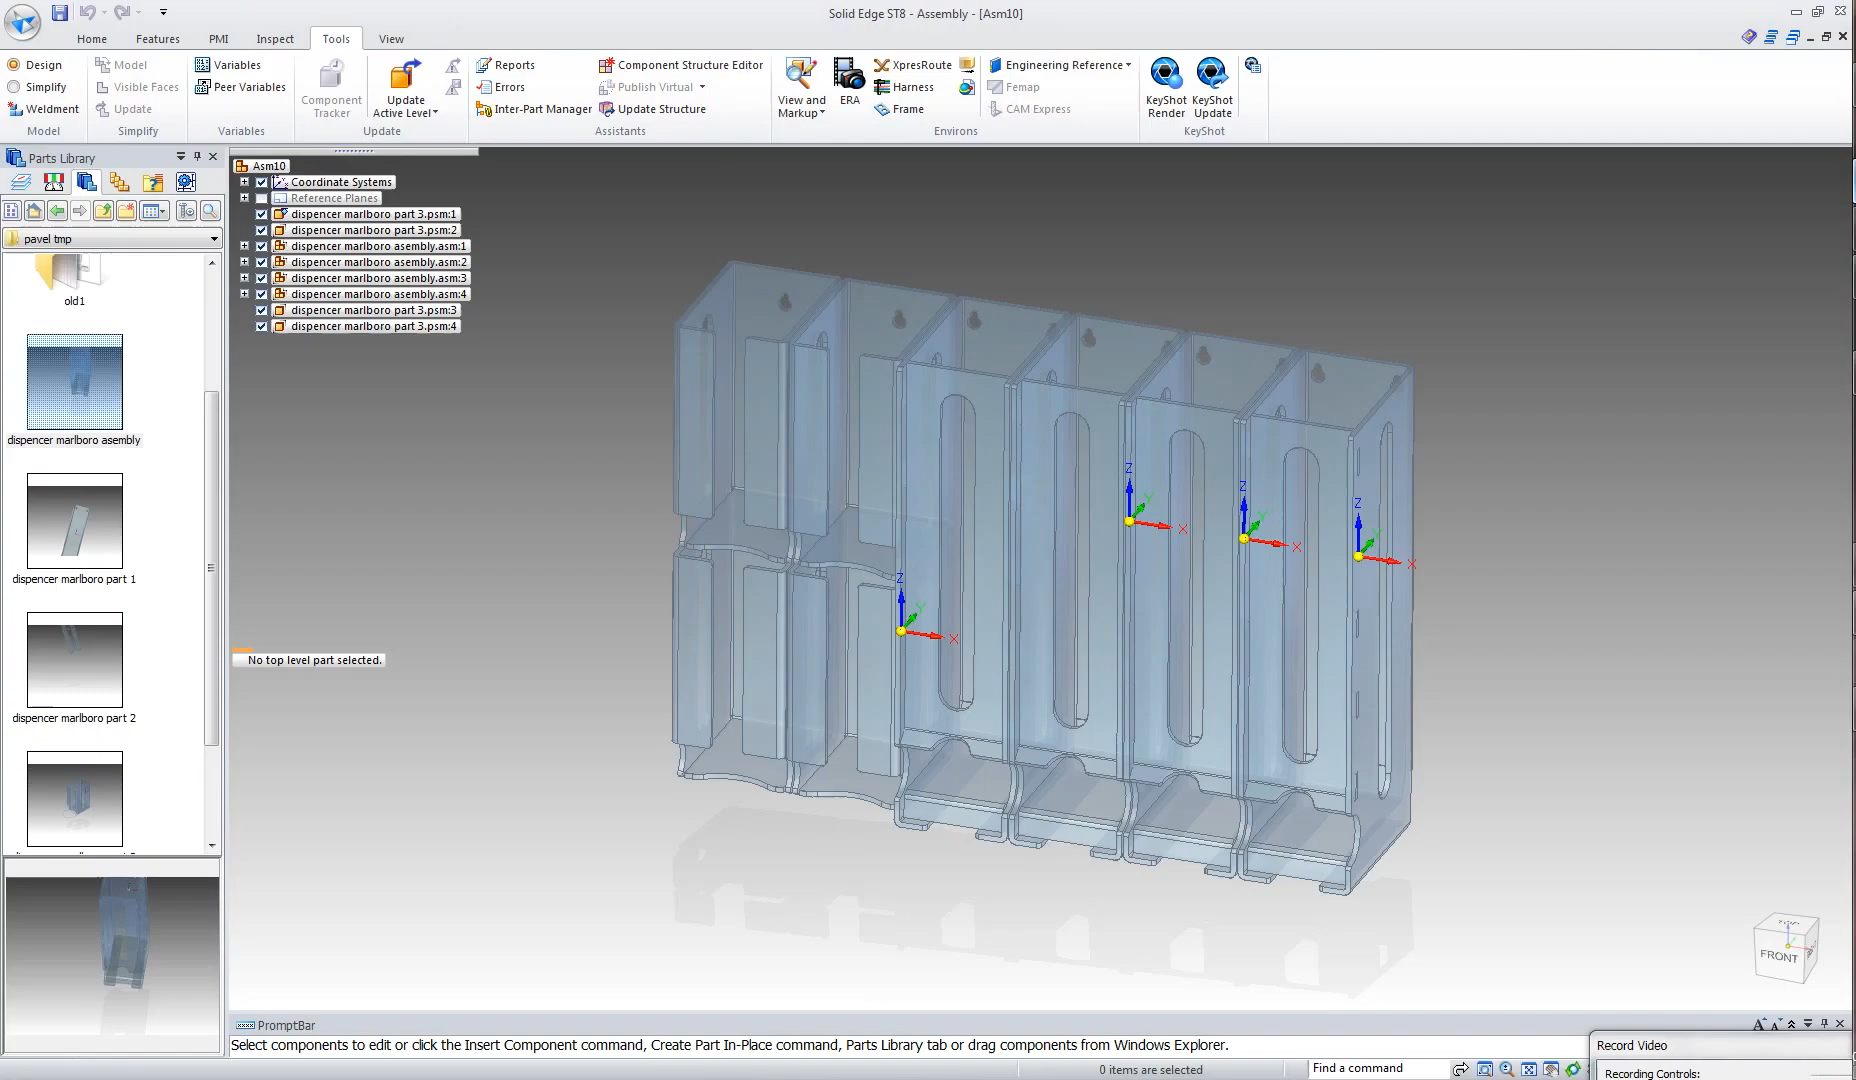 Solid Edge ST8 - Assembly - [Asm10]
Home Features PMI Inspect Tools View
Design Model Variables Reports Component Structure Editor XpresRoute Engineering Reference
Simplify Visible Faces Peer Variables Errors Publish Virtual Harness Femap
Weldment Update Inter-Part Manager Update Structure Frame CAM Express
Component Tracker
Update Active Level
View and Markup
ERA
KeyShot Render
KeyShot Update
Model Simplify Variables Update Assistants Environs KeyShot
Parts Library
pavel tmp
old1
dispencer marlboro asembly
dispencer marlboro part 1
dispencer marlboro part 2
Asm10
Coordinate Systems
Reference Planes
dispencer marlboro part 3.psm:1
dispencer marlboro part 3.psm:2
dispencer marlboro asembly.asm:1
dispencer marlboro asembly.asm:2
dispencer marlboro asembly.asm:3
dispencer marlboro asembly.asm:4
dispencer marlboro part 3.psm:3
dispencer marlboro part 3.psm:4
No top level part selected.
Z Y X
Z Y X
Z Y X
Z Y X
TOP
FRONT
PromptBar
Select components to edit or click the Insert Component command, Create Part In-Place command, Parts Library tab or drag components from Windows Explorer.
0 items are selected
Find a command
Record Video
Recording Controls: